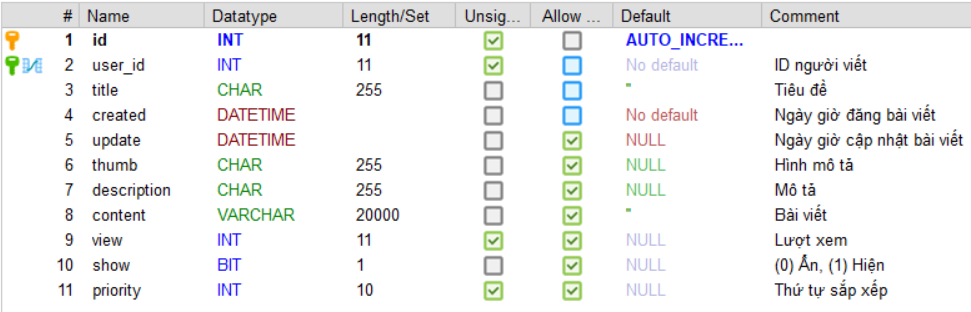 # Name Datatype Length/Set Unsig... Allow ... Default Comment
1 id INT 11 AUTO_INCRE...
2 user_id INT 11 No default ID người viết
3 title CHAR 255 '' Tiêu đề
4 created DATETIME No default Ngày giờ đăng bài viết
5 update DATETIME NULL Ngày giờ cập nhật bài viết
6 thumb CHAR 255 NULL Hình mô tả
7 description CHAR 255 NULL Mô tả
8 content VARCHAR 20000 '' Bài viết
9 view INT 11 NULL Lượt xem
10 show BIT 1 NULL (0) Ẩn, (1) Hiện
11 priority INT 10 NULL Thứ tự sắp xếp